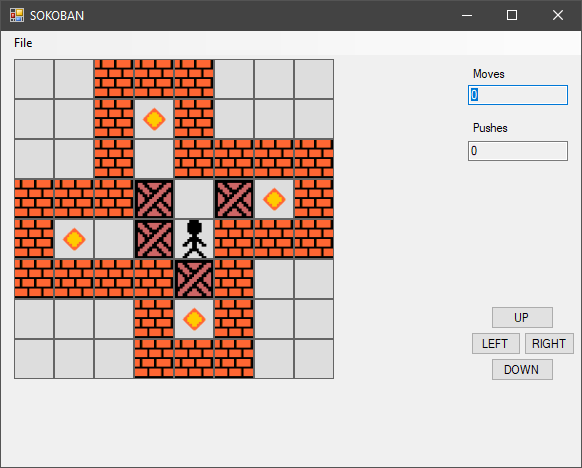 SOKOBAN
File
Moves
0
Pushes
0
UP
LEFT RIGHT
DOWN